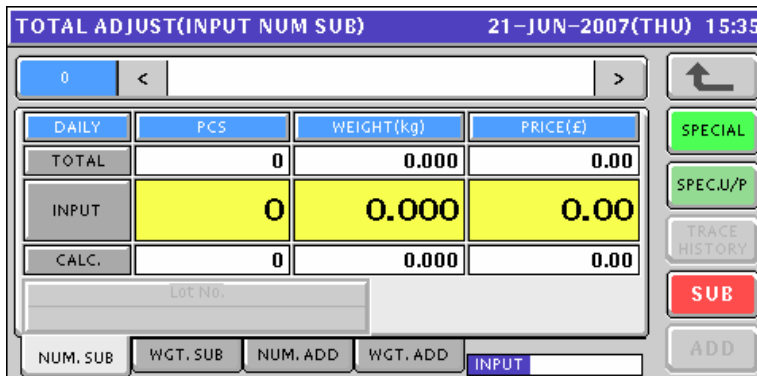 TOTAL ADJUST(INPUT NUM SUB) 21-JUN-2007(THU) 15:35
0 < >
DAILY PCS WEIGHT(kg) PRICE(£)
TOTAL 0 0.000 0.00
INPUT 0 0.000 0.00
CALC. 0 0.000 0.00
Lot No.
NUM. SUB WGT. SUB NUM. ADD WGT. ADD INPUT
SPECIAL
SPEC.U/P
TRACE
HISTORY
SUB
ADD